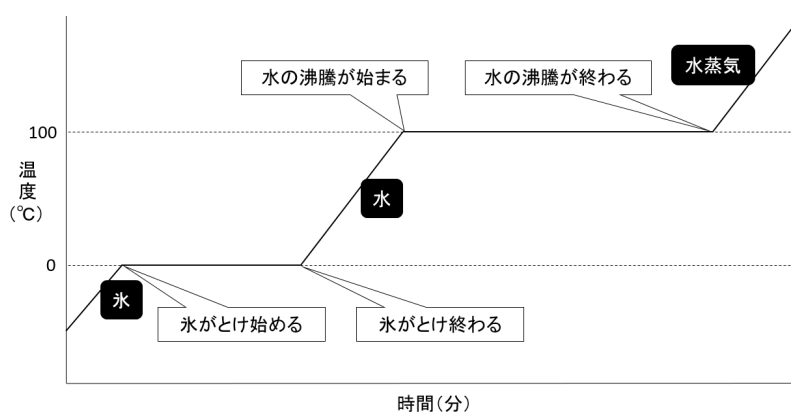 水の沸騰が始まる
水の沸騰が終わる
水蒸気
100
温度
(℃)
水
0
氷
氷がとけ始める
氷がとけ終わる
時間(分)